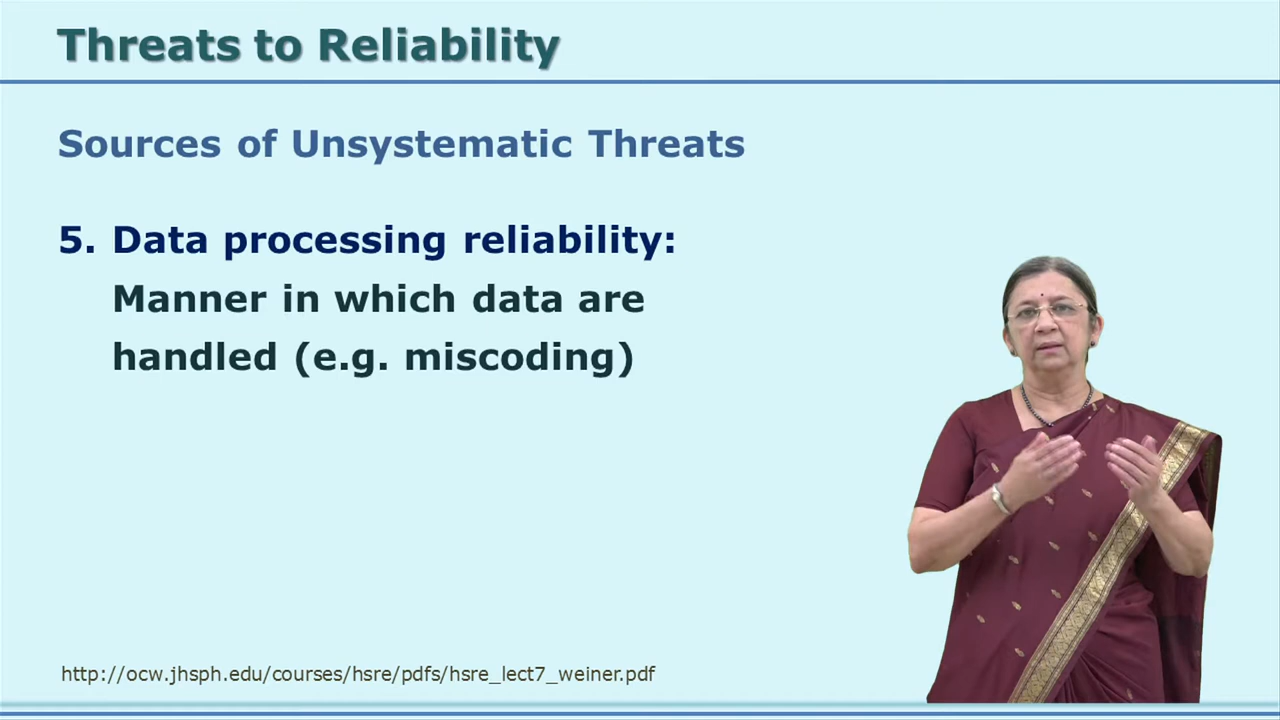 Threats to Reliability
Sources of Unsystematic Threats
5. Data processing reliability:
Manner in which data are
handled (e.g. miscoding)
http://ocw.jhsph.edu/courses/hsre/pdfs/hsre_lect7_weiner.pdf